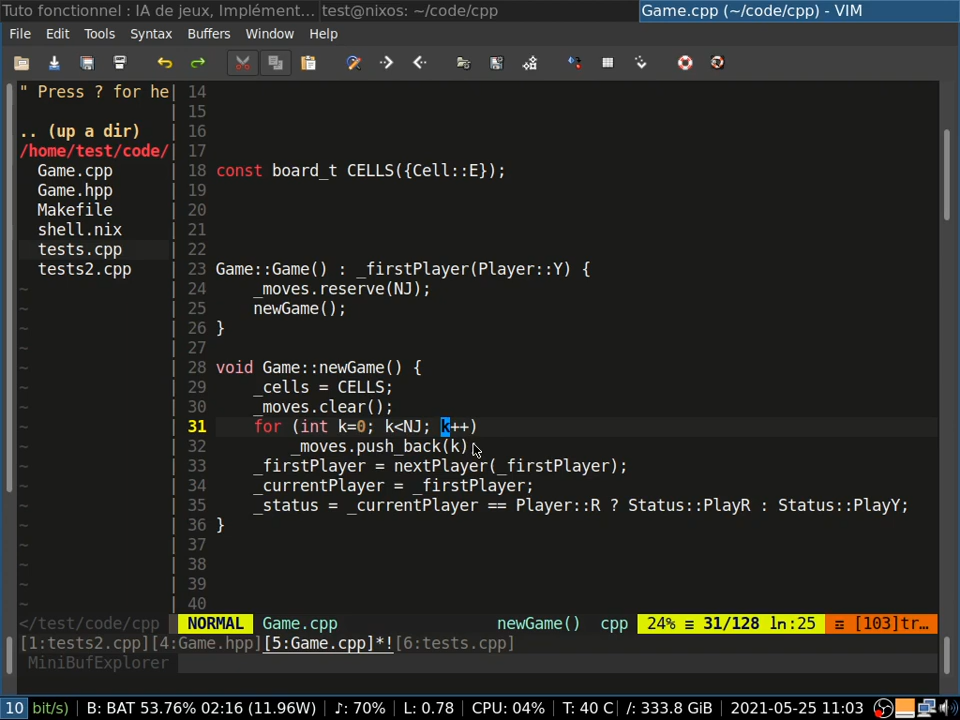 Tuto fonctionnel : IA de jeux, Implément... test@nixos: ~/code/cpp Game.cpp (~/code/cpp) - VIM
File Edit Tools Syntax Buffers Window Help
" Press ? for he
.. (up a dir)
/home/test/code/
Game.cpp
Game.hpp
Makefile
shell.nix
tests.cpp
tests2.cpp
14
15
16
17
18 const board_t CELLS({Cell::E});
19
20
21
22
23 Game::Game() : _firstPlayer(Player::Y) {
24 _moves.reserve(NJ);
25 newGame();
26 }
27
28 void Game::newGame() {
29 _cells = CELLS;
30 _moves.clear();
31 for (int k=0; k<NJ; k++)
32 _moves.push_back(k)
33 _firstPlayer = nextPlayer(_firstPlayer);
34 _currentPlayer = _firstPlayer;
35 _status = _currentPlayer == Player::R ? Status::PlayR : Status::PlayY;
36 }
37
38
39
40
</test/code/cpp NORMAL Game.cpp newGame() cpp 24% ≡ 31/128 ln:25 ≡ [103]tr…
[1:tests2.cpp][4:Game.hpp][5:Game.cpp]*![6:tests.cpp]
MiniBufExplorer
10 bit/s) B: BAT 53.76% 02:16 (11.96W) ♪: 70% L: 0.78 CPU: 04% T: 40 C /: 333.8 GiB 2021-05-25 11:03